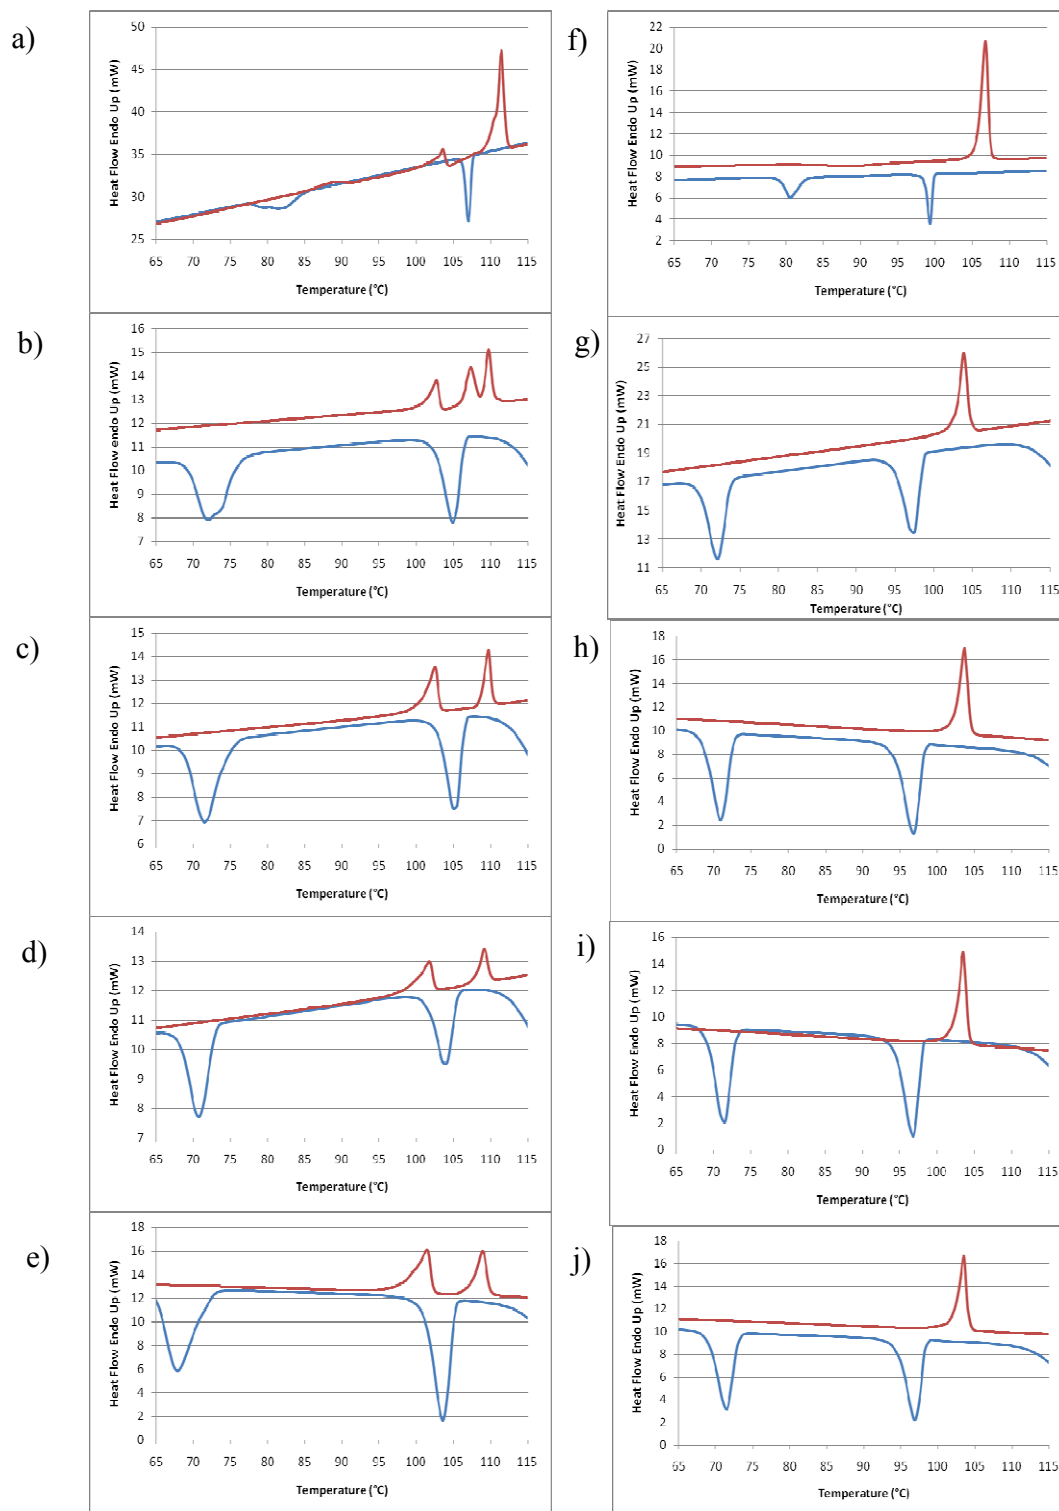 a)
Heat Flow Endo Up (mW)
50
45
40
35
30
25
65 70 75 80 85 90 95 100 105 110 115
Temperature (°C)
b)
Heat Flow endo Up (mW)
16
15
14
13
12
11
10
9
8
7
65 70 75 80 85 90 95 100 105 110 115
Temperature (°C)
c)
Heat Flow Endo Up (mW)
15
14
13
12
11
10
9
8
7
6
65 70 75 80 85 90 95 100 105 110 115
Temperature (°C)
d)
Heat Flow Endo Up (mW)
14
13
12
11
10
9
8
7
65 70 75 80 85 90 95 100 105 110 115
Temperature (°C)
e)
Heat Flow Endo Up (mW)
18
16
14
12
10
8
6
4
2
0
65 70 75 80 85 90 95 100 105 110 115
Temperature (°C)
f)
Heat Flow Endo Up (mW)
22
20
18
16
14
12
10
8
6
4
2
65 70 75 80 85 90 95 100 105 110 115
Temperature (°C)
g)
Heat Flow Endo Up (mW)
27
25
23
21
19
17
15
13
11
65 70 75 80 85 90 95 100 105 110 115
Temperature (°C)
h)
Heat Flow Endo Up (mW)
18
16
14
12
10
8
6
4
2
0
65 70 75 80 85 90 95 100 105 110 115
Temperature (°C)
i)
Heat Flow Endo Up (mW)
16
14
12
10
8
6
4
2
0
65 70 75 80 85 90 95 100 105 110 115
Temperature (°C)
j)
Heat Flow Endo Up (mW)
18
16
14
12
10
8
6
4
2
0
65 70 75 80 85 90 95 100 105 110 115
Temperature (°C)